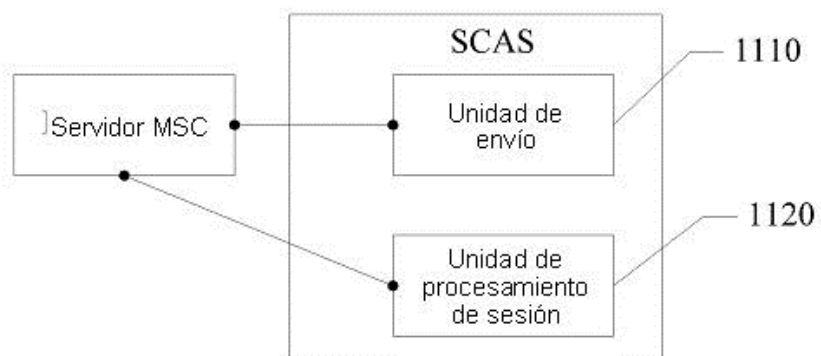 SCAS
1110
Unidad de
envío
]Servidor MSC
1120
Unidad de
procesamiento
de sesión